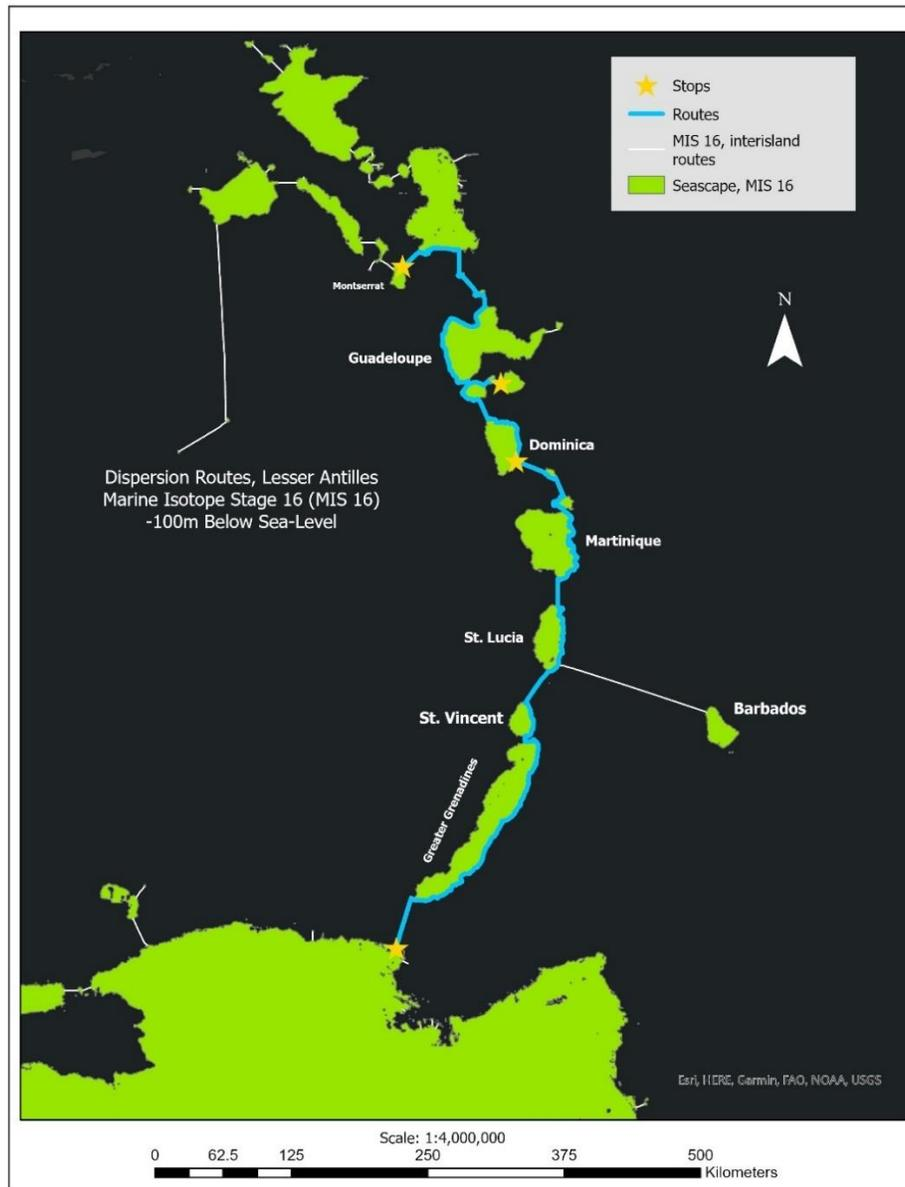 Stops
Routes
MIS 16, interisland
routes
Seascape, MIS 16
Montserrat
N
Guadeloupe
Dominica
Dispersion Routes, Lesser Antilles
Marine Isotope Stage 16 (MIS 16)
-100m Below Sea-Level
Martinique
St. Lucia
Barbados
St. Vincent
Greater Grenadines
Esri, HERE, Garmin, FAO, NOAA, USGS
Scale: 1:4,000,000
0 62.5 125 250 375 500
Kilometers